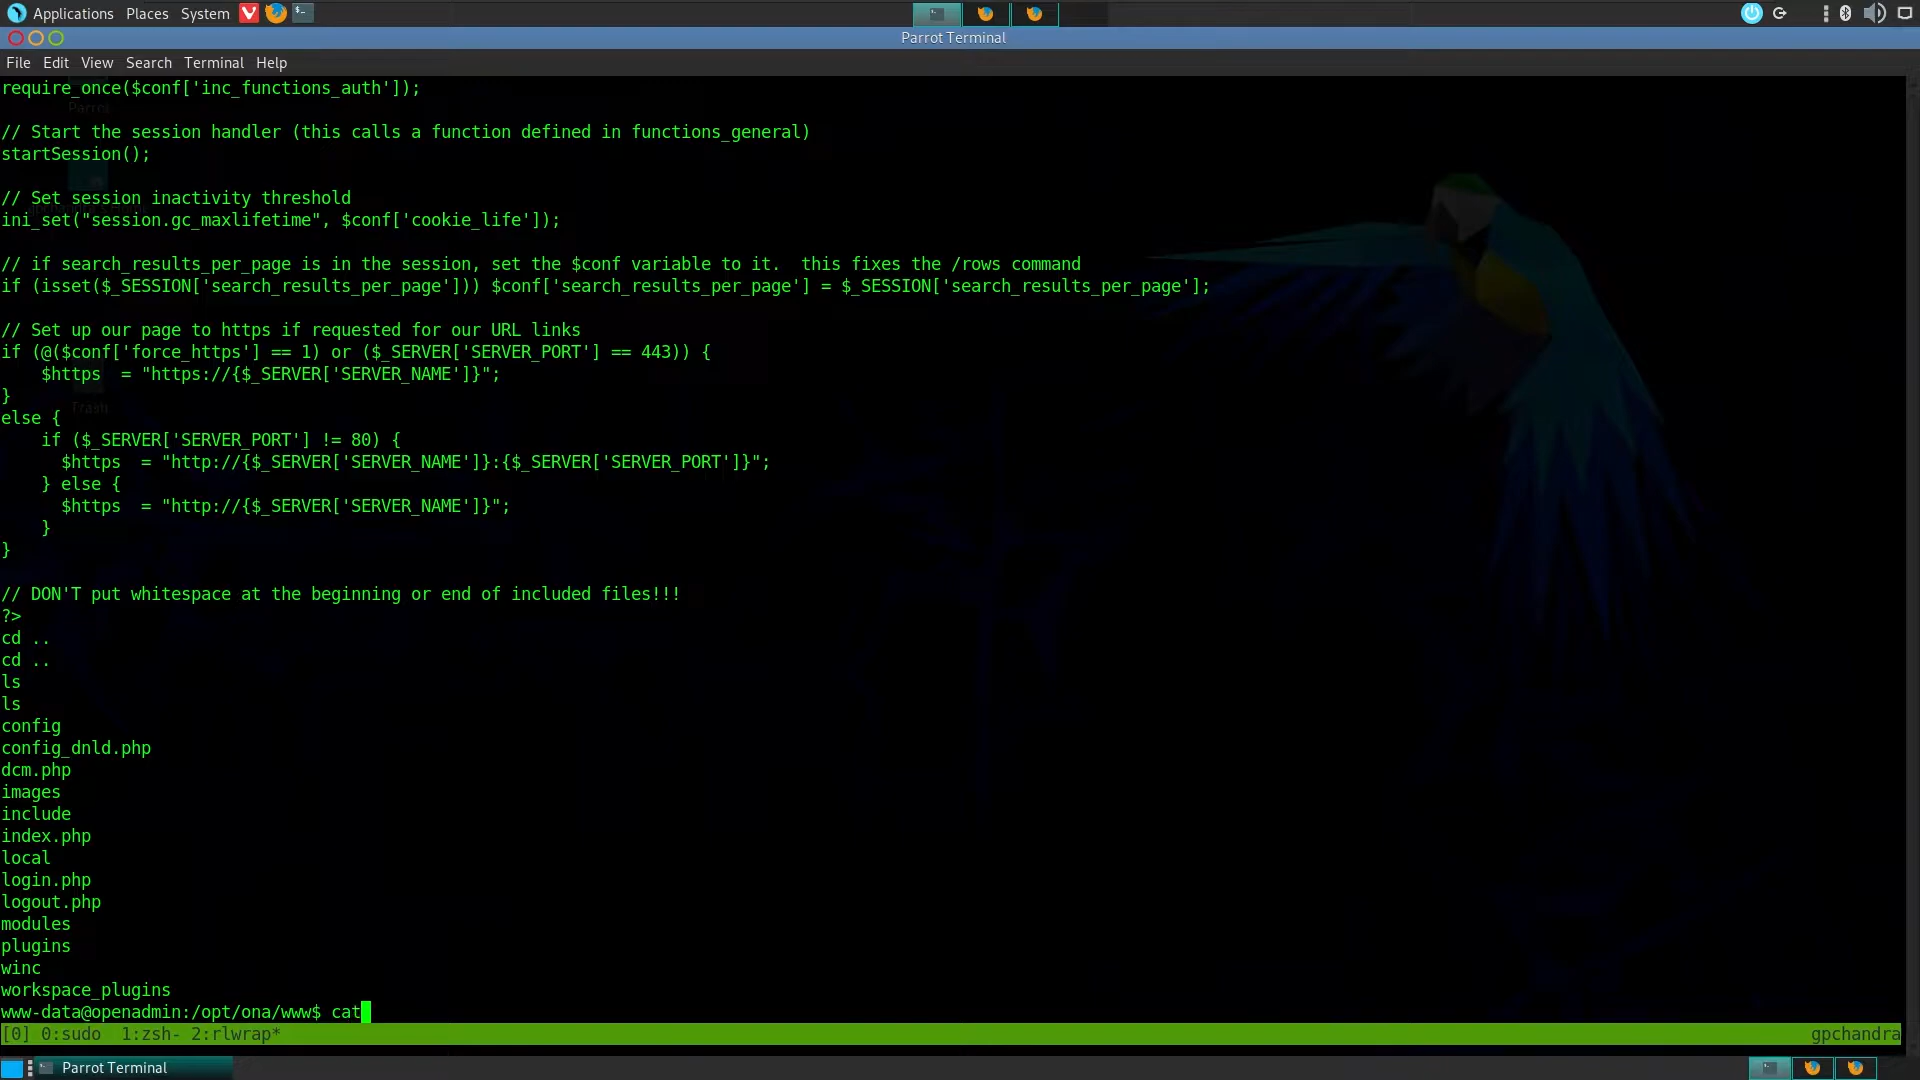 Applications Places System
Parrot Terminal
File Edit View Search Terminal Help
require_once($conf['inc_functions_auth']);
Parrot
// Start the session handler (this calls a function defined in functions_general)
startSession();
// Set session inactivity threshold
ini_set("session.gc_maxlifetime", $conf['cookie_life']);
// if search_results_per_page is in the session, set the $conf variable to it.  this fixes the /rows command
if (isset($_SESSION['search_results_per_page'])) $conf['search_results_per_page'] = $_SESSION['search_results_per_page'];
// Set up our page to https if requested for our URL links
if (@($conf['force_https'] == 1) or ($_SERVER['SERVER_PORT'] == 443)) {
    $https  = "https://{$_SERVER['SERVER_NAME']}";
}
Trash
else {
    if ($_SERVER['SERVER_PORT'] != 80) {
      $https  = "http://{$_SERVER['SERVER_NAME']}:{$_SERVER['SERVER_PORT']}";
    } else {
      $https  = "http://{$_SERVER['SERVER_NAME']}";
    }
}
// DON'T put whitespace at the beginning or end of included files!!!
?>
cd ..
cd ..
ls
ls
config
config_dnld.php
dcm.php
images
include
index.php
local
login.php
logout.php
modules
plugins
winc
workspace_plugins
www-data@openadmin:/opt/ona/www$ cat
[0] 0:sudo  1:zsh- 2:rlwrap* gpchandra
Parrot Terminal